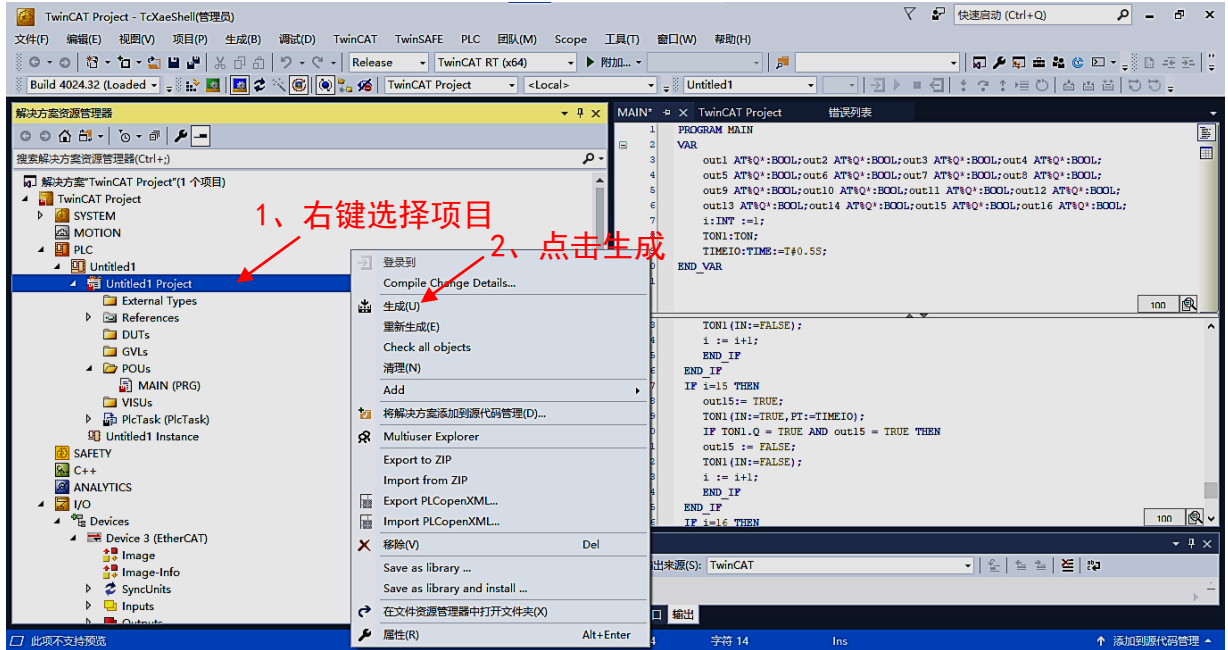 TwinCAT Project - TcXaeShell(管理员)
快速启动 (Ctrl+Q)
文件(F) 编辑(E) 视图(V) 项目(P) 生成(B) 调试(D) TwinCAT TwinSAFE PLC 团队(M) Scope 工具(T) 窗口(W) 帮助(H)
Release TwinCAT RT (x64) 附加...
Build 4024.32 (Loaded TwinCAT Project <Local> Untitled1
解决方案资源管理器
搜索解决方案资源管理器(Ctrl+;)
解决方案"TwinCAT Project"(1 个项目)
TwinCAT Project
SYSTEM
MOTION
PLC
Untitled1
Untitled1 Project
External Types
References
DUTs
GVLs
POUs
MAIN (PRG)
VISUs
PlcTask (PlcTask)
Untitled1 Instance
SAFETY
C++
ANALYTICS
I/O
Devices
Device 3 (EtherCAT)
Image
Image-Info
SyncUnits
Inputs
Outputs
1、右键选择项目
2、点击生成
登录到
Compile Change Details...
生成(U)
重新生成(E)
Check all objects
清理(N)
Add
将解决方案添加到源代码管理(D)...
Multiuser Explorer
Export to ZIP
Import from ZIP
Export PLCopenXML...
Import PLCopenXML...
移除(V) Del
Save as library ...
Save as library and install ...
在文件资源管理器中打开文件夹(X)
属性(R) Alt+Enter
MAIN* TwinCAT Project 错误列表
1 PROGRAM MAIN
2 VAR
3 out1 AT%Q*:BOOL;out2 AT%Q*:BOOL;out3 AT%Q*:BOOL;out4 AT%Q*:BOOL;
4 out5 AT%Q*:BOOL;out6 AT%Q*:BOOL;out7 AT%Q*:BOOL;out8 AT%Q*:BOOL;
5 out9 AT%Q*:BOOL;out10 AT%Q*:BOOL;out11 AT%Q*:BOOL;out12 AT%Q*:BOOL;
6 out13 AT%Q*:BOOL;out14 AT%Q*:BOOL;out15 AT%Q*:BOOL;out16 AT%Q*:BOOL;
7 i:INT :=1;
TON1:TON;
TIMEIO:TIME:=T#0.5S;
END_VAR
100
TON1(IN:=FALSE);
i := i+1;
END_IF
END_IF
IF i=15 THEN
out15:= TRUE;
TON1(IN:=TRUE,PT:=TIMEIO);
IF TON1.Q = TRUE AND out15 = TRUE THEN
out15 := FALSE;
TON1(IN:=FALSE);
i := i+1;
END_IF
END_IF
IF i=16 THEN
100
出来源(S): TwinCAT
输出
此项不支持预览 字符 14 Ins 添加到源代码管理